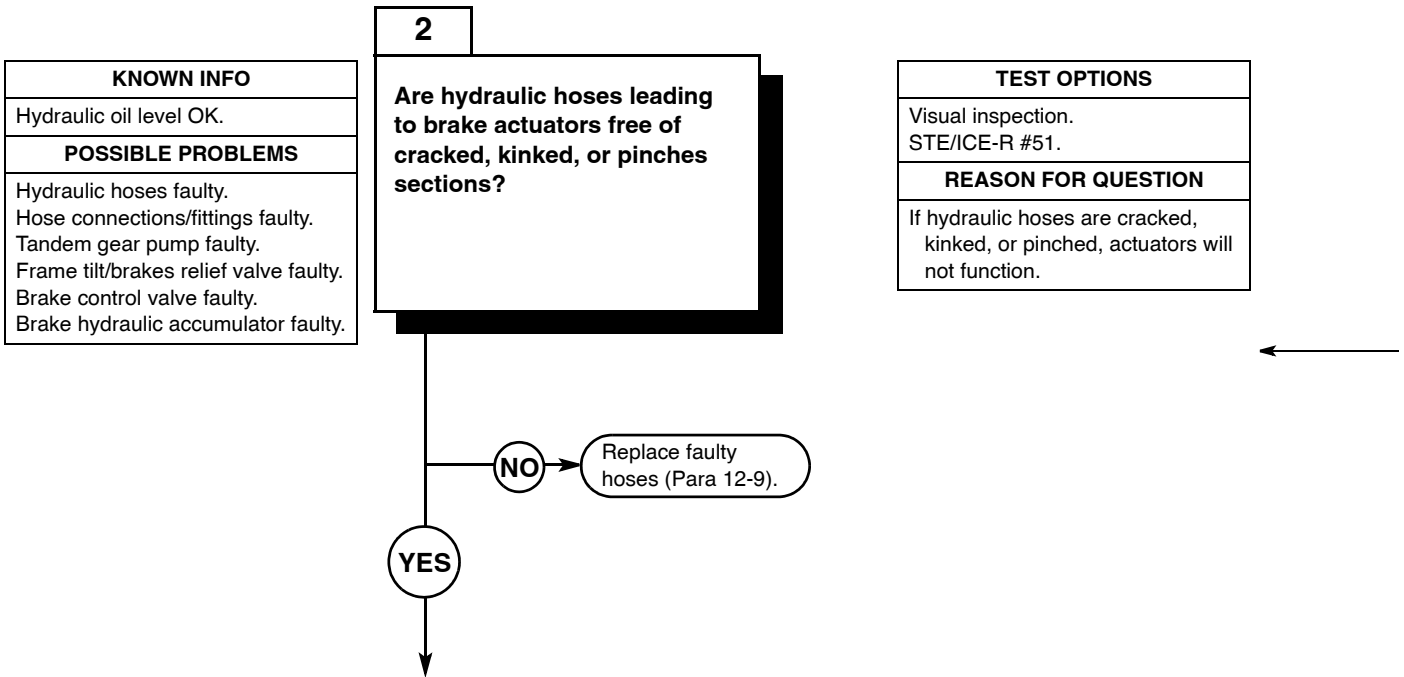 2
KNOWN INFO
Hydraulic oil level OK.
POSSIBLE PROBLEMS
Hydraulic hoses faulty.
Hose connections/fittings faulty.
Tandem gear pump faulty.
Frame tilt/brakes relief valve faulty.
Brake control valve faulty.
Brake hydraulic accumulator faulty.
Are hydraulic hoses leading
to brake actuators free of
cracked, kinked, or pinches
sections?
TEST OPTIONS
Visual inspection.
STE/ICE-R #51.
REASON FOR QUESTION
If hydraulic hoses are cracked,
kinked, or pinched, actuators will
not function.
NO
Replace faulty
hoses (Para 12-9).
YES